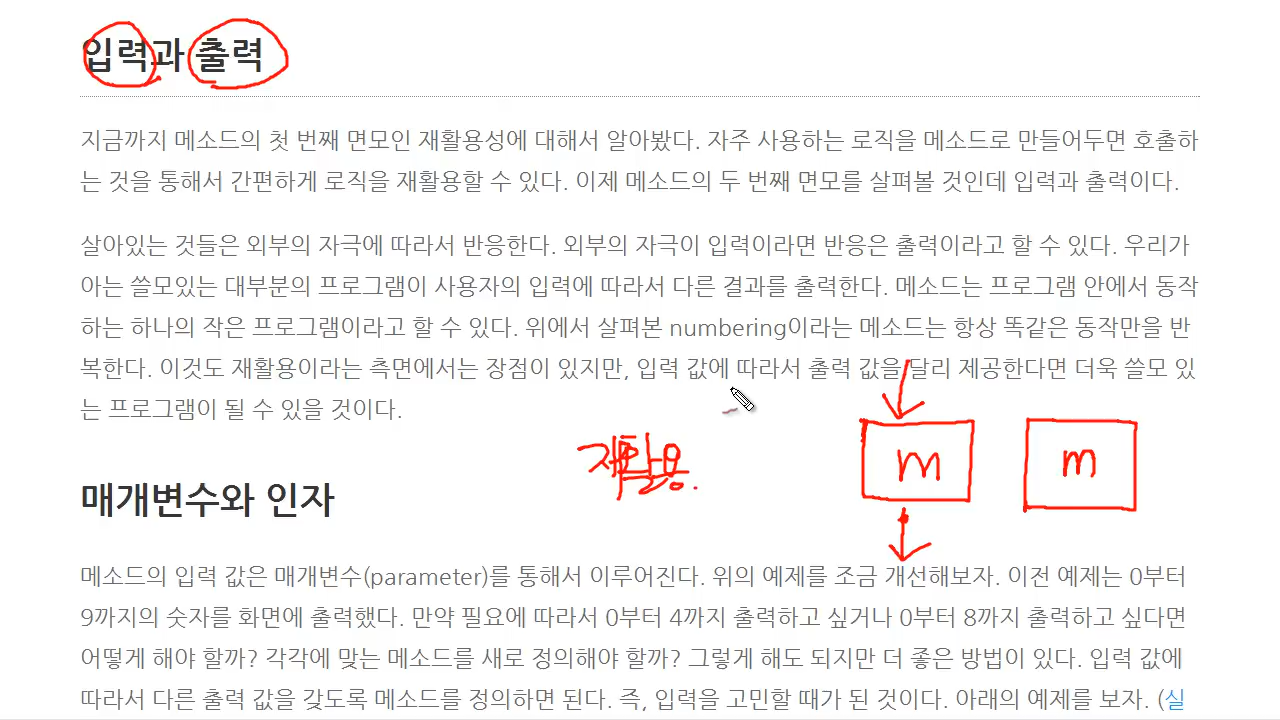 입력과 출력
지금까지 메소드의 첫 번째 면모인 재활용성에 대해서 알아봤다. 자주 사용하는 로직을 메소드로 만들어두면 호출하
는 것을 통해서 간편하게 로직을 재활용할 수 있다. 이제 메소드의 두 번째 면모를 살펴볼 것인데 입력과 출력이다.
살아있는 것들은 외부의 자극에 따라서 반응한다. 외부의 자극이 입력이라면 반응은 출력이라고 할 수 있다. 우리가
아는 쓸모있는 대부분의 프로그램이 사용자의 입력에 따라서 다른 결과를 출력한다. 메소드는 프로그램 안에서 동작
하는 하나의 작은 프로그램이라고 할 수 있다. 위에서 살펴본 numbering이라는 메소드는 항상 똑같은 동작만을 반
복한다. 이것도 재활용이라는 측면에서는 장점이 있지만, 입력 값에 따라서 출력 값을 달리 제공한다면 더욱 쓸모 있
는 프로그램이 될 수 있을 것이다.
재활용.
m
m
매개변수와 인자
메소드의 입력 값은 매개변수(parameter)를 통해서 이루어진다. 위의 예제를 조금 개선해보자. 이전 예제는 0부터
9까지의 숫자를 화면에 출력했다. 만약 필요에 따라서 0부터 4까지 출력하고 싶거나 0부터 8까지 출력하고 싶다면
어떻게 해야 할까? 각각에 맞는 메소드를 새로 정의해야 할까? 그렇게 해도 되지만 더 좋은 방법이 있다. 입력 값에
따라서 다른 출력 값을 갖도록 메소드를 정의하면 된다. 즉, 입력을 고민할 때가 된 것이다. 아래의 예제를 보자. (실